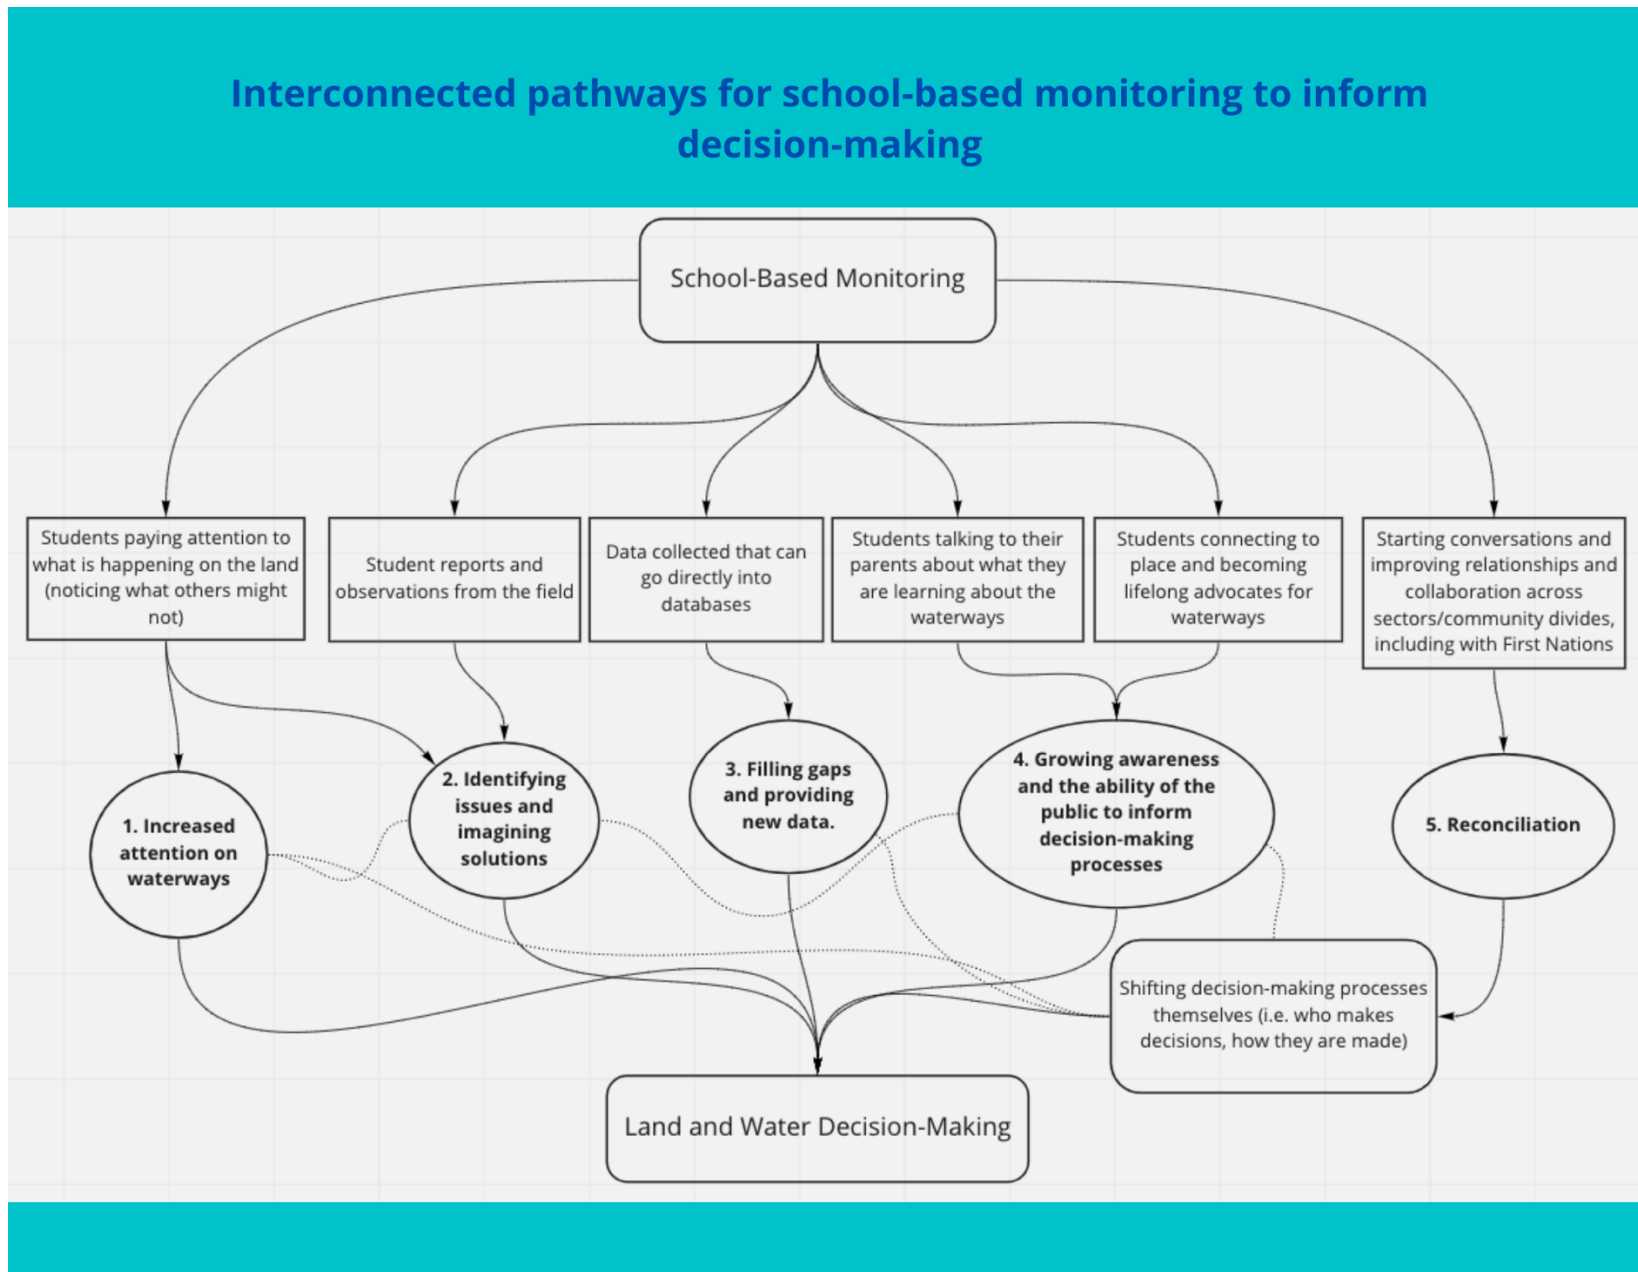 Interconnected pathways for school-based monitoring to inform
decision-making
School-Based Monitoring
Students paying attention to
what is happening on the land
(noticing what others might
not)
Student reports and
observations from the field
Data collected that can
go directly into
databases
Students talking to their
parents about what they
are learning about the
waterways
Students connecting to
place and becoming
lifelong advocates for
waterways
Starting conversations and
improving relationships and
collaboration across
sectors/community divides,
including with First Nations
1. Increased
attention on
waterways
2. Identifying
issues and
imagining
solutions
3. Filling gaps
and providing
new data.
4. Growing awareness
and the ability of the
public to inform
decision-making
processes
5. Reconciliation
Shifting decision-making processes
themselves (i.e. who makes
decisions, how they are made)
Land and Water Decision-Making